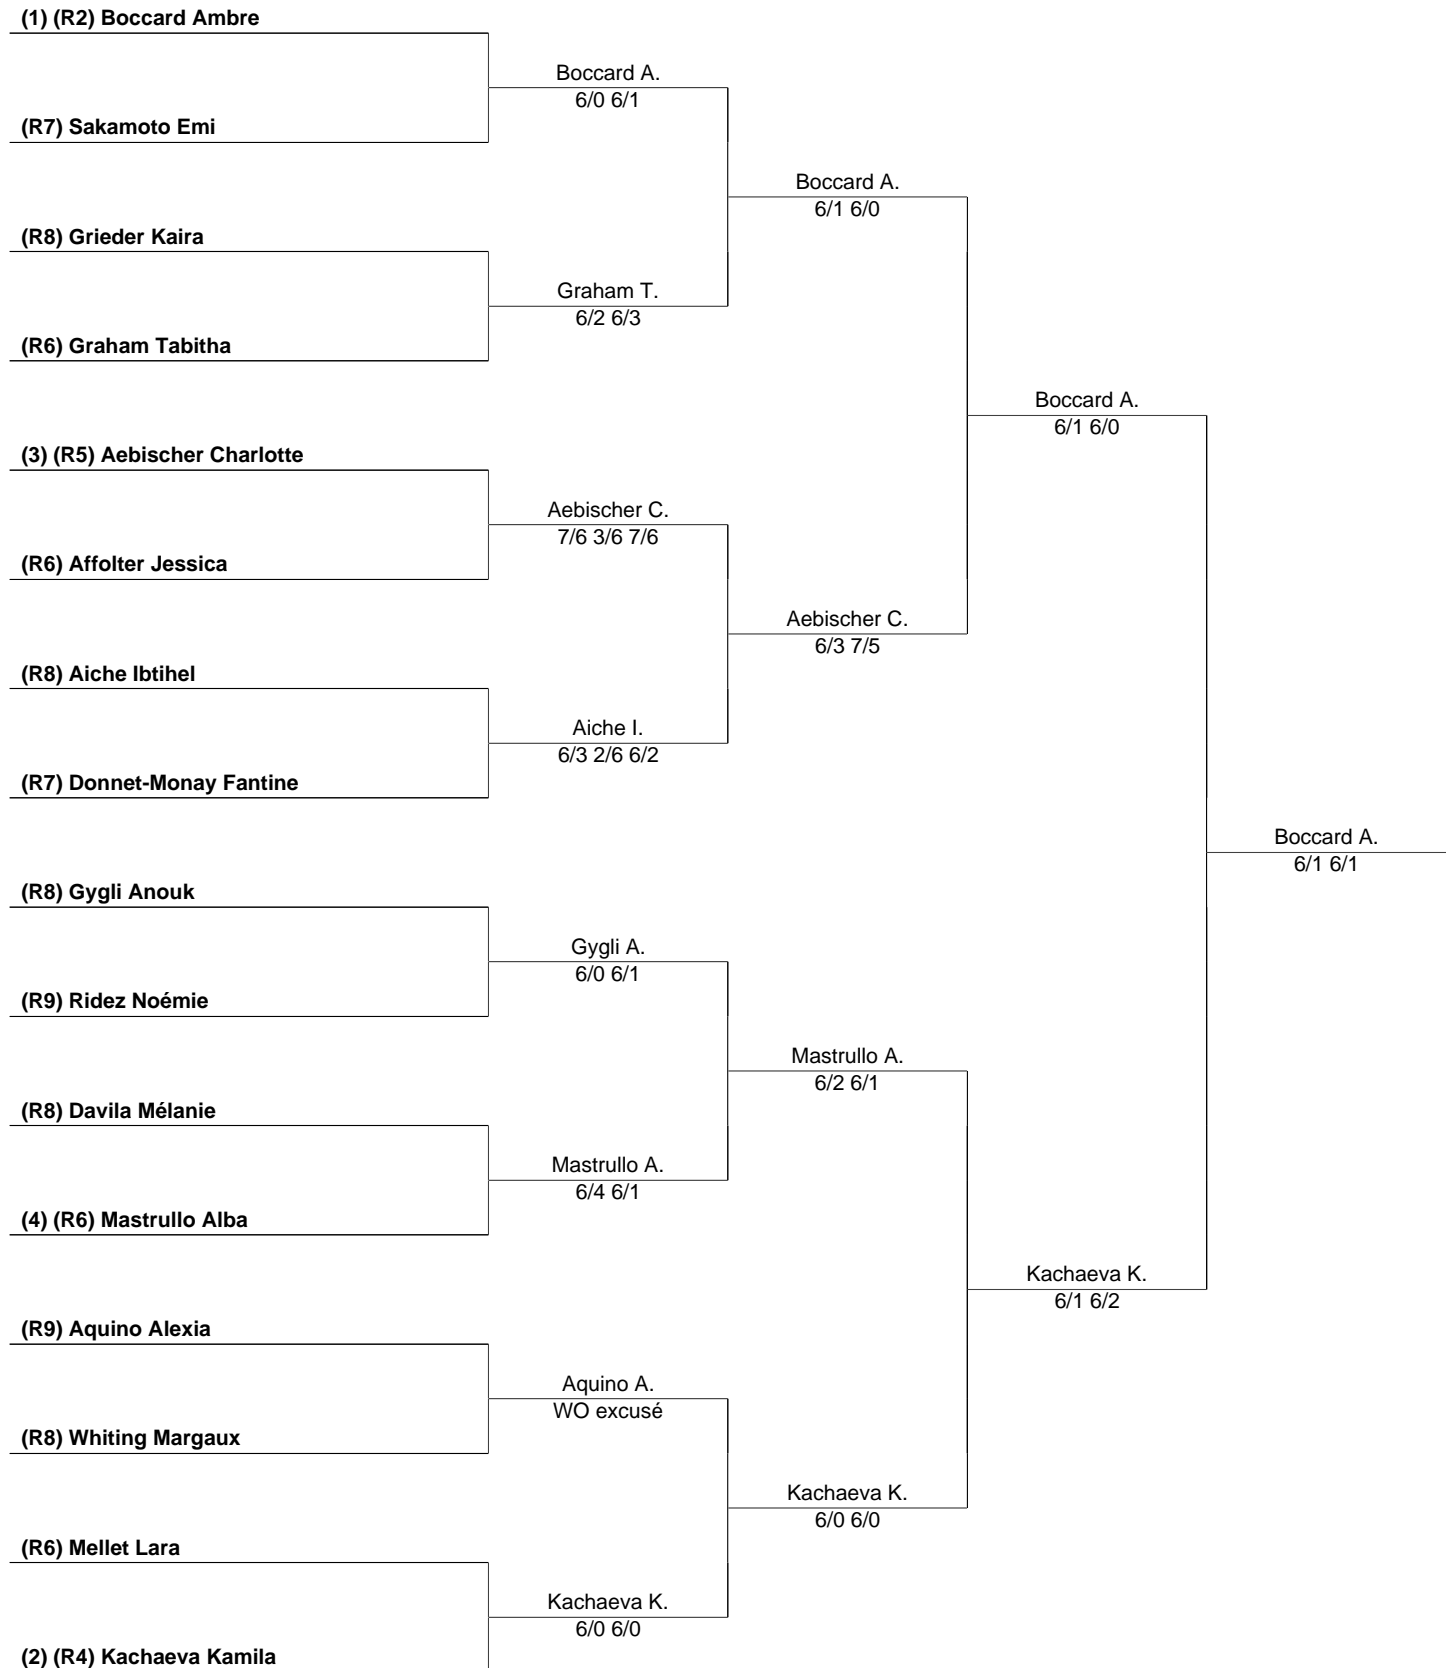 (1) (R2) Boccard Ambre
Boccard A.
6/0 6/1
(R7) Sakamoto Emi
Boccard A.
6/1 6/0
(R8) Grieder Kaira
Graham T.
6/2 6/3
(R6) Graham Tabitha
Boccard A.
6/1 6/0
(3) (R5) Aebischer Charlotte
Aebischer C.
7/6 3/6 7/6
(R6) Affolter Jessica
Aebischer C.
6/3 7/5
(R8) Aiche Ibtihel
Aiche I.
6/3 2/6 6/2
(R7) Donnet-Monay Fantine
Boccard A.
6/1 6/1
(R8) Gygli Anouk
Gygli A.
6/0 6/1
(R9) Ridez Noémie
Mastrullo A.
6/2 6/1
(R8) Davila Mélanie
Mastrullo A.
6/4 6/1
(4) (R6) Mastrullo Alba
Kachaeva K.
6/1 6/2
(R9) Aquino Alexia
Aquino A.
WO excusé
(R8) Whiting Margaux
Kachaeva K.
6/0 6/0
(R6) Mellet Lara
Kachaeva K.
6/0 6/0
(2) (R4) Kachaeva Kamila